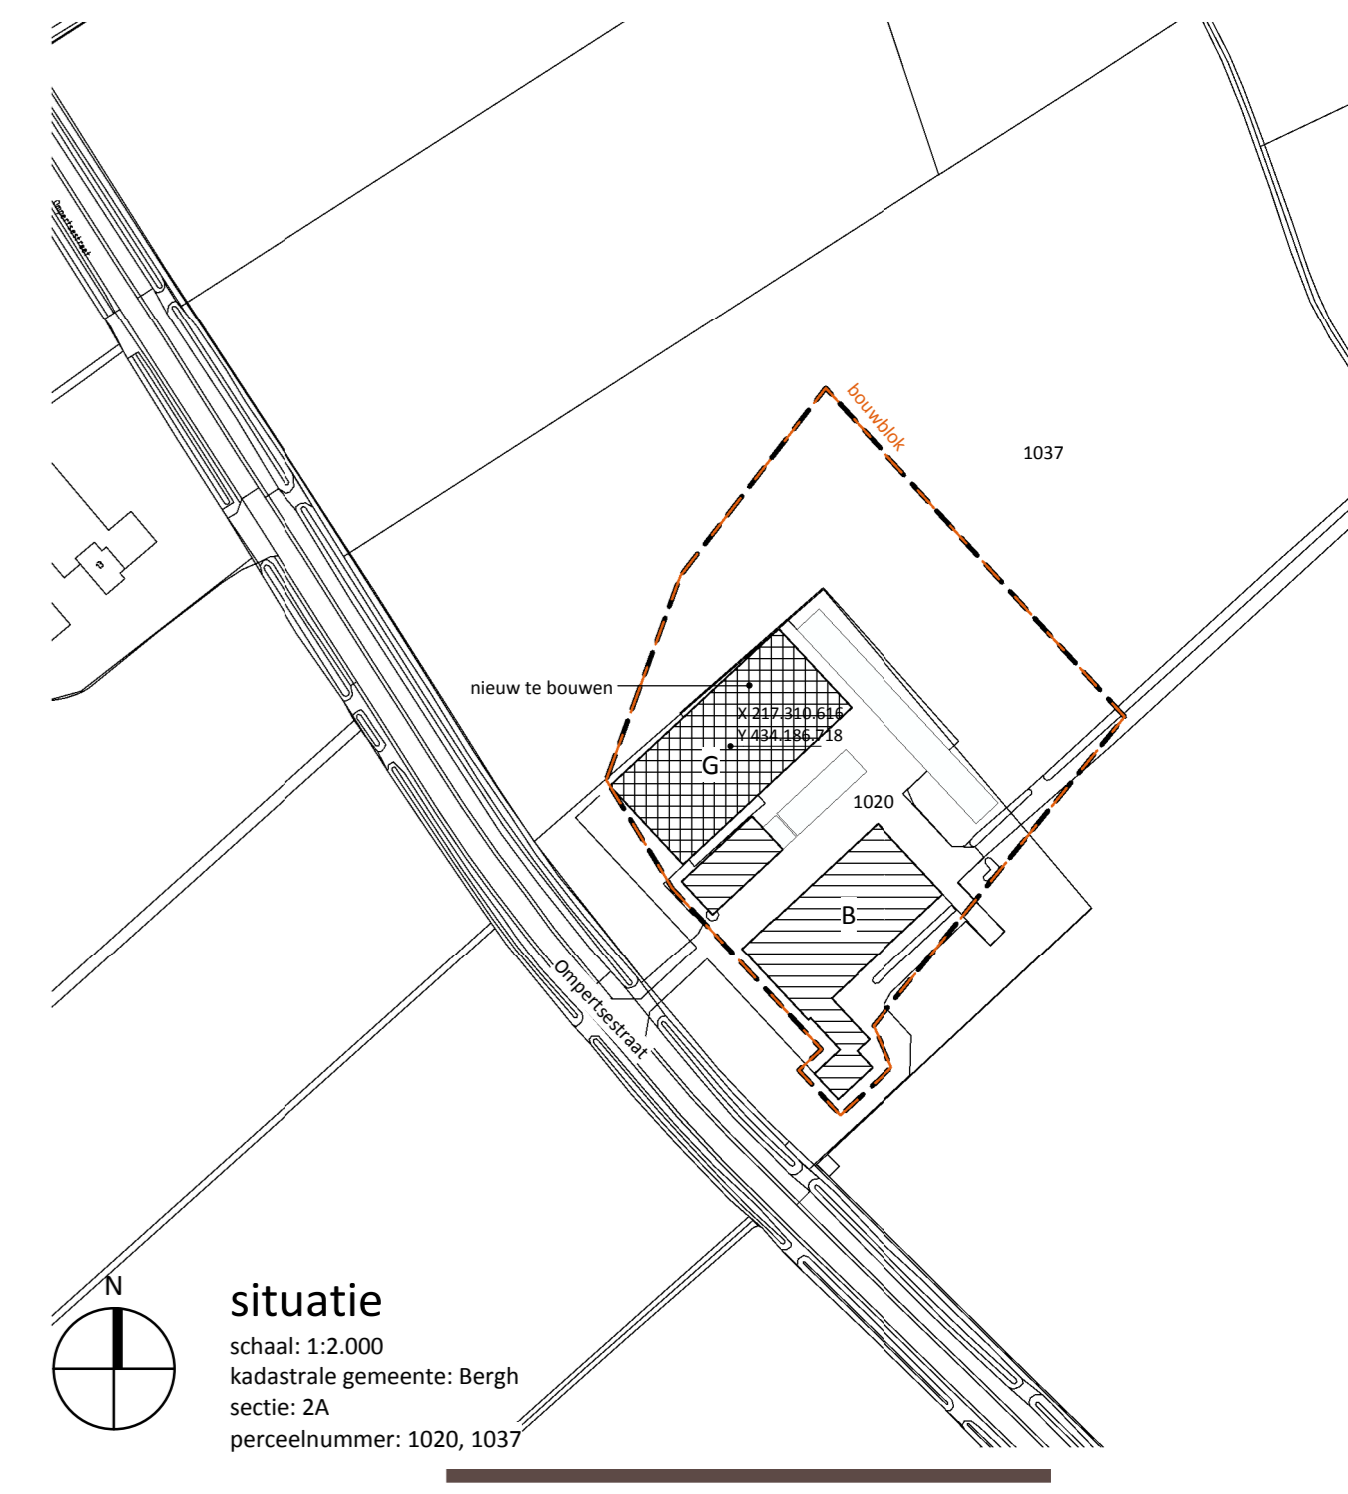 Ompertsestraat
bouwblok
1037
nieuw te bouwen
X 217.310.616
Y 434.186.718
G
1020
B
Ompertsestraat
N
situatie
schaal: 1:2.000
kadastrale gemeente: Bergh
sectie: 2A
perceelnummer: 1020, 1037